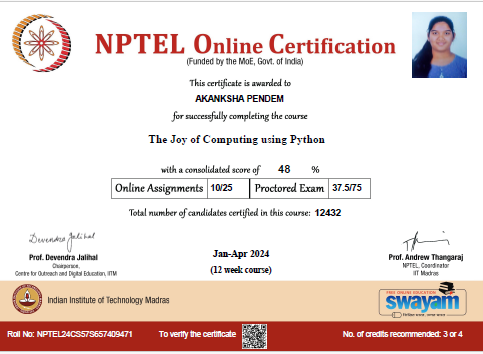 NPTEL Online Certification
(Funded by the MoE, Govt. of India)
This certificate is awarded to
AKANKSHA PENDEM
for successfully completing the course
The Joy of Computing using Python
with a consolidated score of 48 %
Online Assignments 10/25 Proctored Exam 37.5/75
Total number of candidates certified in this course: 12432
Devendra Jalihal
Prof. Devendra Jalihal
Chairperson,
Centre for Outreach and Digital Education, IITM
Jan-Apr 2024
(12 week course)
Prof. Andrew Thangaraj
NPTEL, Coordinator
IIT Madras
Indian Institute of Technology Madras
FREE ONLINE EDUCATION
swayam
Roll No: NPTEL24CS57S657409471
To verify the certificate
No. of credits recommended: 3 or 4